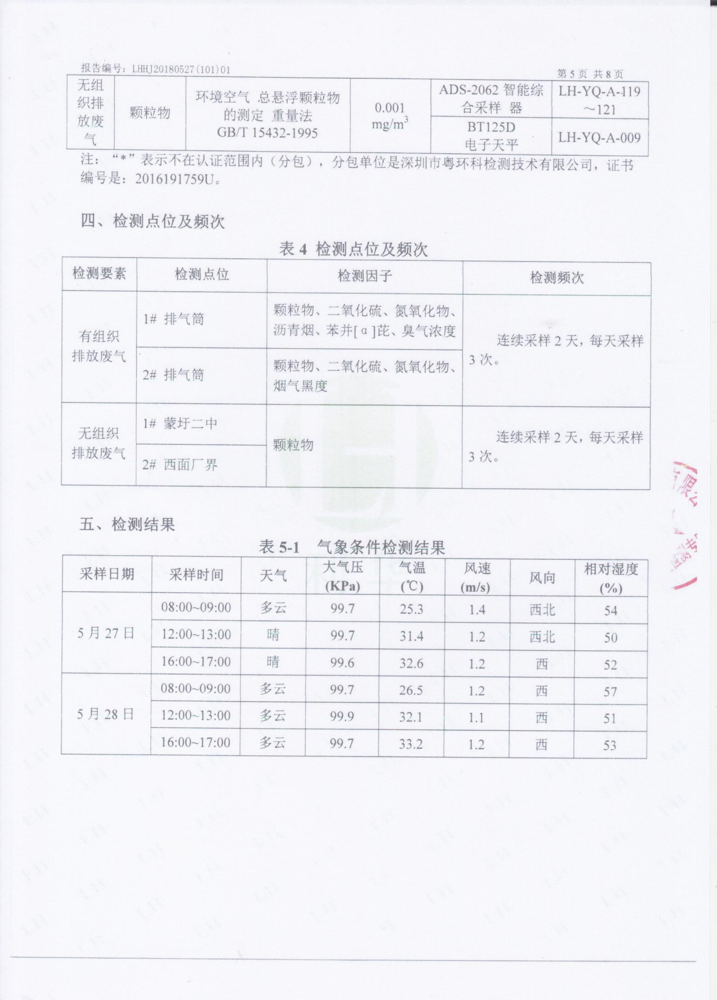 报告编号：LHHJ20180527(101)01
第 5 页 共 8 页
无组织排放废气 颗粒物 环境空气 总悬浮颗粒物的测定 重量法 GB/T 15432-1995 0.001 mg/m³ ADS-2062 智能综合采样 器 LH-YQ-A-119～121
BT125D 电子天平 LH-YQ-A-009
注：“*”表示不在认证范围内（分包），分包单位是深圳市粤环科检测技术有限公司，证书
编号是：2016191759U。
四、检测点位及频次
表 4 检测点位及频次
检测要素 检测点位 检测因子 检测频次
有组织排放废气 1# 排气筒 颗粒物、二氧化硫、氮氧化物、沥青烟、苯并[α]芘、臭气浓度 连续采样 2 天，每天采样 3 次。
2# 排气筒 颗粒物、二氧化硫、氮氧化物、烟气黑度
无组织排放废气 1# 蒙圩二中 颗粒物 连续采样 2 天，每天采样 3 次。
2# 西面厂界
五、检测结果
表 5-1 气象条件检测结果
采样日期 采样时间 天气 大气压(KPa) 气温(℃) 风速(m/s) 风向 相对湿度(%)
5 月 27 日 08:00~09:00 多云 99.7 25.3 1.4 西北 54
12:00~13:00 晴 99.7 31.4 1.2 西北 50
16:00~17:00 晴 99.6 32.6 1.2 西 52
5 月 28 日 08:00~09:00 多云 99.7 26.5 1.2 西 57
12:00~13:00 多云 99.9 32.1 1.1 西 51
16:00~17:00 多云 99.7 33.2 1.2 西 53